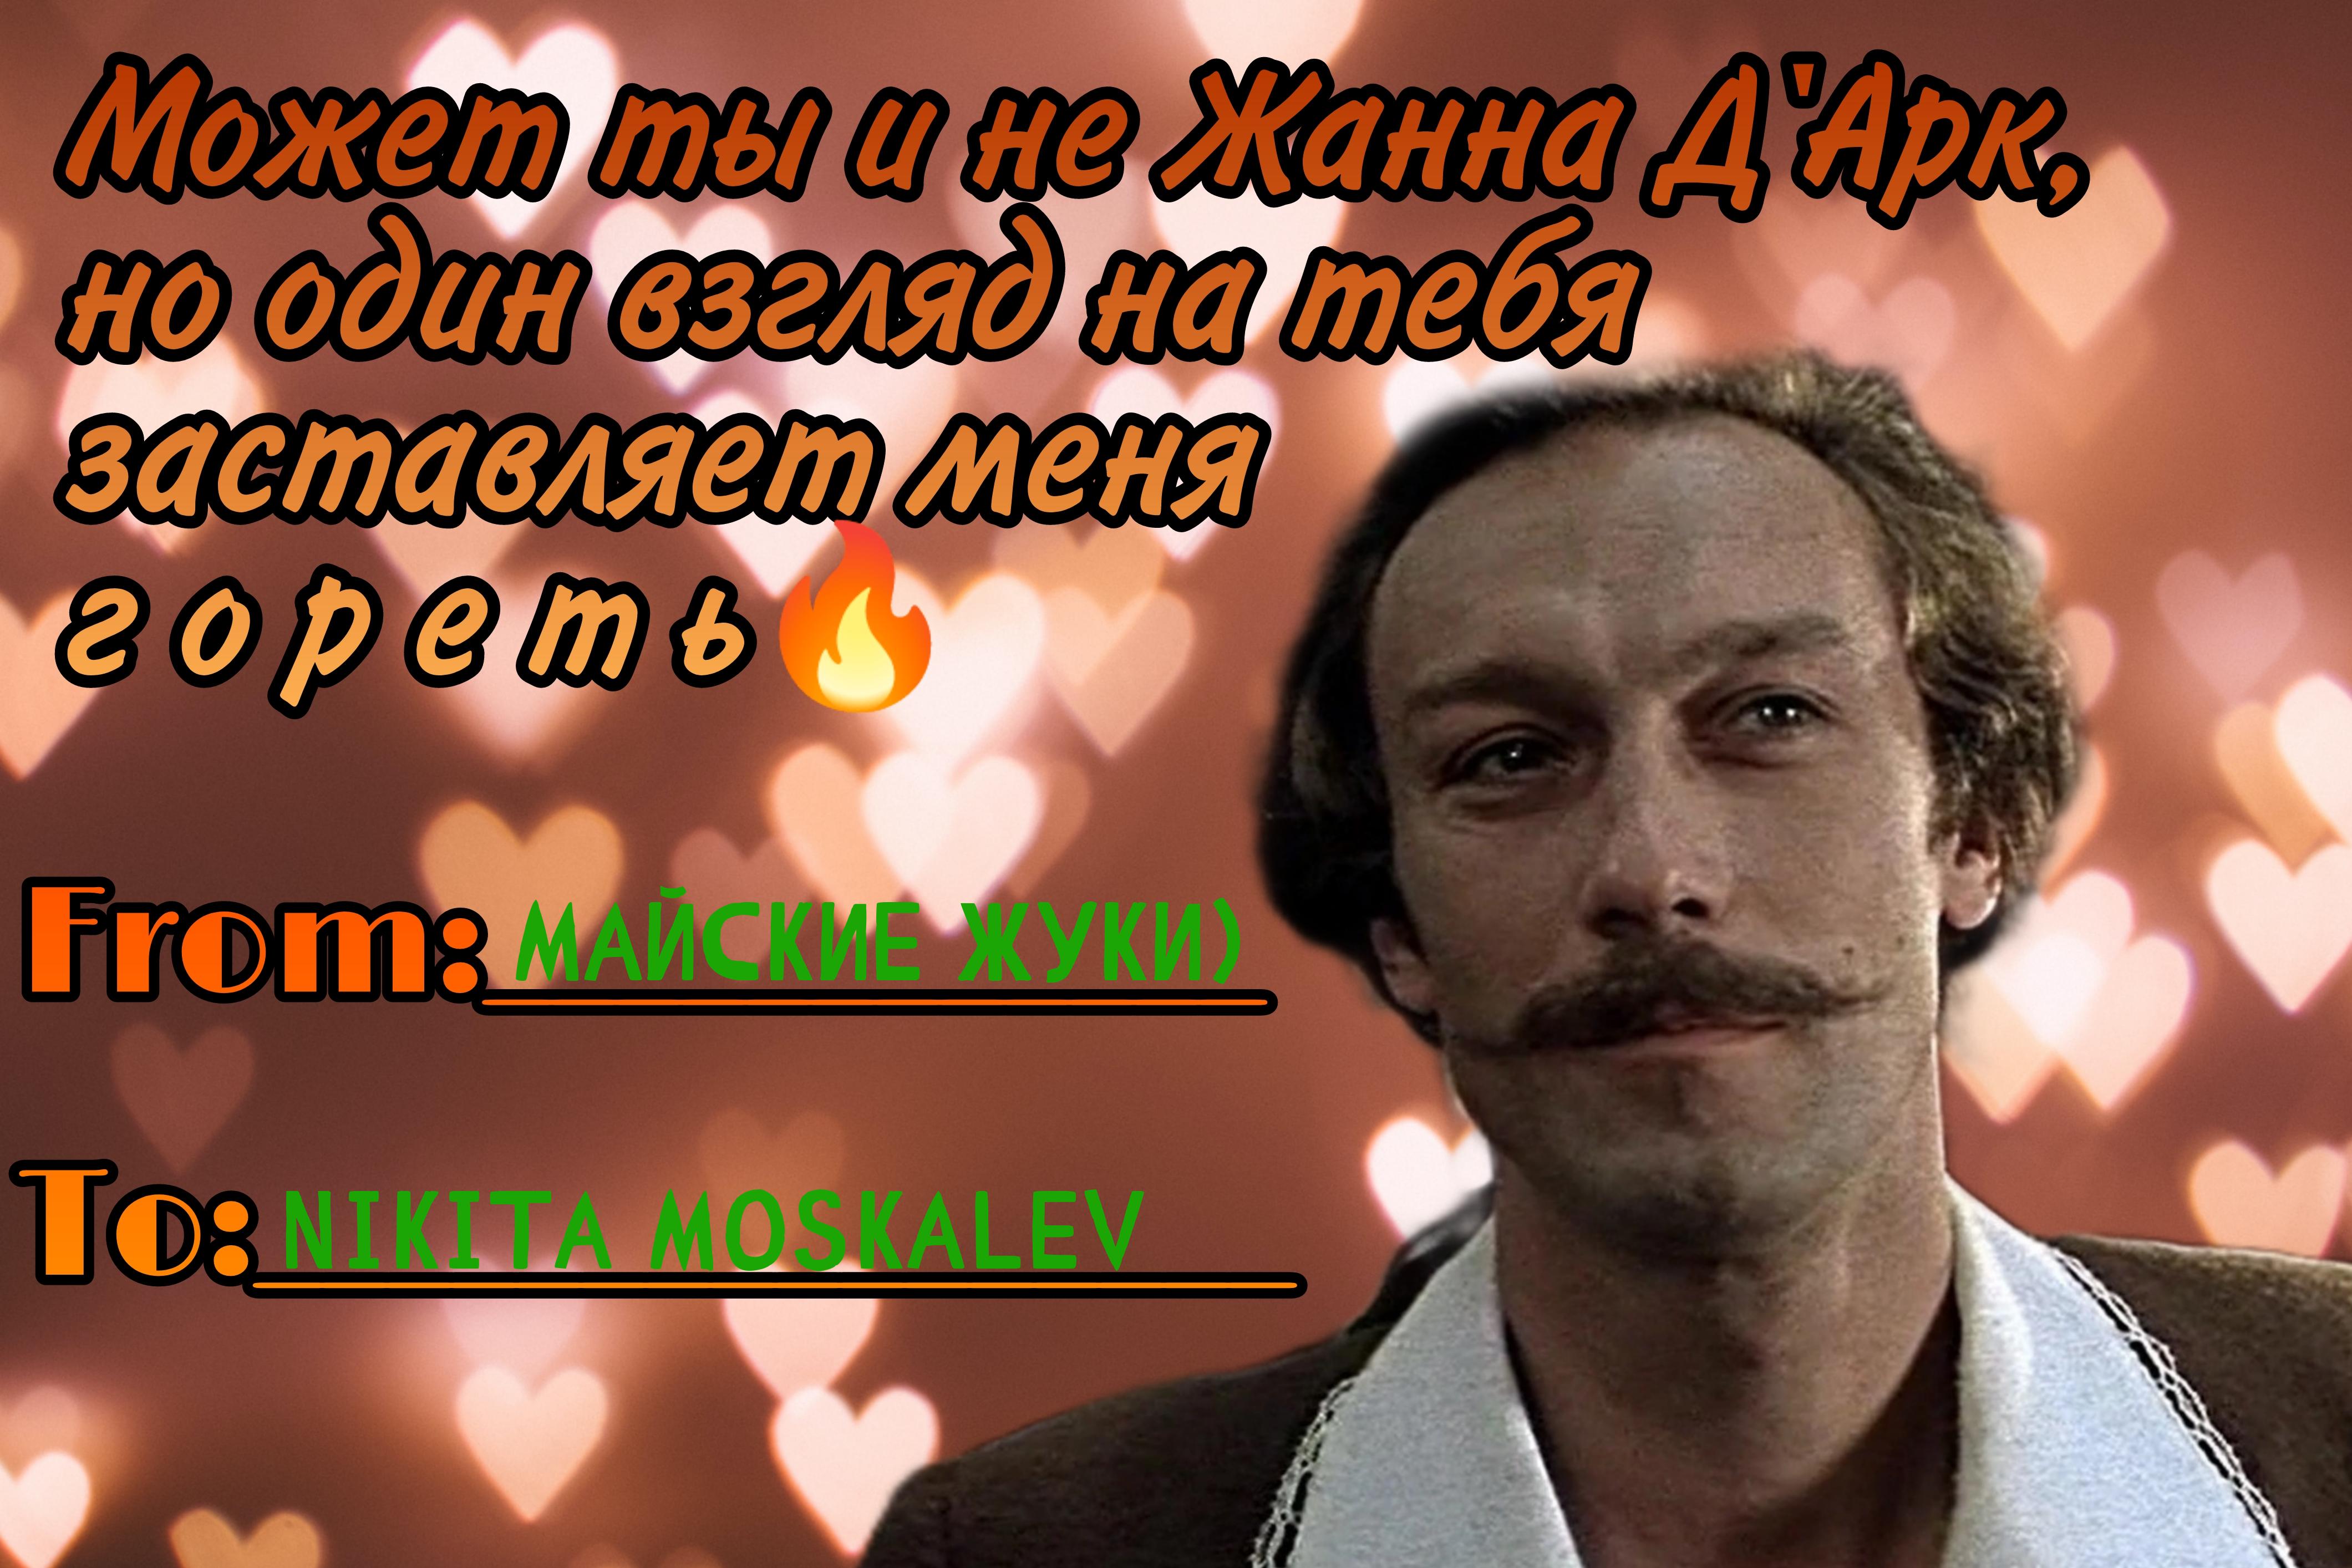 Может ты и не Жанна Д'Арк,
но один взгляд на тебя
заставляет меня
г о р е т ь🔥
From: МАЙСКИЕ ЖУКИ)
To: NIKITA MOSKALEV